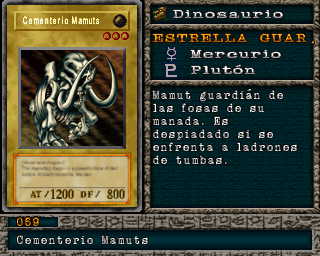 Cementerio Mamuts
AT/1200 DF/ 800
Dinosaurio
ESTRELLA GUAR.
Mercurio
Plutón
Mamut guardián de
las fosas de su
manada. Es
despiadado si se
enfrenta a ladrones
de tumbas.
059
Cementerio Mamuts